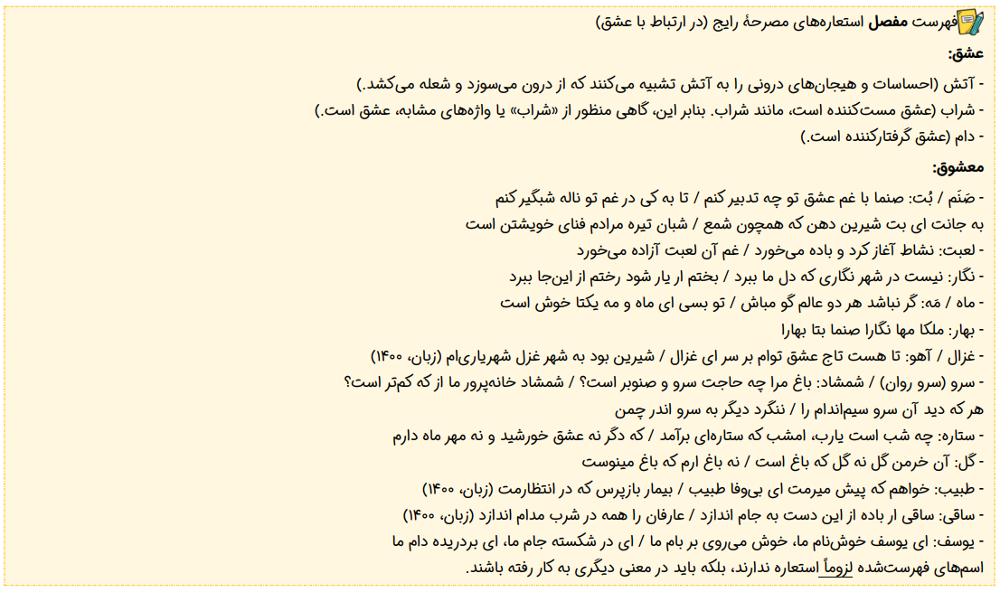 فهرست مفصل استعاره‌های مصرحهٔ رایج (در ارتباط با عشق)
عشق:
- آتش (احساسات و هیجان‌های درونی را به آتش تشبیه می‌کنند که از درون می‌سوزد و شعله می‌کشد.)
- شراب (عشق مست‌کننده است، مانند شراب. بنابر این، گاهی منظور از «شراب» یا واژه‌های مشابه، عشق است.)
- دام (عشق گرفتارکننده است.)
معشوق:
- صَنَم / بُت: صنما با غم عشق تو چه تدبیر کنم / تا به کی در غم تو ناله شبگیر کنم
به جانت ای بت شیرین دهن که همچون شمع / شبان تیره مرادم فنای خویشتن است
- لعبت: نشاط آغاز کرد و باده می‌خورد / غم آن لعبت آزاده می‌خورد
- نگار: نیست در شهر نگاری که دل ما ببرد / بختم ار یار شود رختم از این‌جا ببرد
- ماه / مَه: گر نباشد هر دو عالم گو مباش / تو بسی ای ماه و مه یکتا خوش است
- بهار: ملکا مها نگارا صنما بتا بهارا
- غزال / آهو: تا هست تاج عشق توام بر سر ای غزال / شیرین بود به شهر غزل شهریاری‌ام (زبان، ۱۴۰۰)
- سرو (سرو روان) / شمشاد: باغ مرا چه حاجت سرو و صنوبر است؟ / شمشاد خانه‌پرور ما از که کم‌تر است؟
هر که دید آن سرو سیم‌اندام را / ننگرد دیگر به سرو اندر چمن
- ستاره: چه شب است یارب، امشب که ستاره‌ای برآمد / که دگر نه عشق خورشید و نه مهر ماه دارم
- گل: آن خرمن گل نه گل که باغ است / نه باغ ارم که باغ مینوست
- طبیب: خواهم که پیش میرمت ای بی‌وفا طبیب / بیمار بازپرس که در انتظارمت (زبان، ۱۴۰۰)
- ساقی: ساقی ار باده از این دست به جام اندازد / عارفان را همه در شرب مدام اندازد (زبان، ۱۴۰۰)
- یوسف: ای یوسف خوش‌نام ما، خوش می‌روی بر بام ما / ای در شکسته جام ما، ای بردریده دام ما
اسم‌های فهرست‌شده لزوماً استعاره ندارند، بلکه باید در معنی دیگری به کار رفته باشند.